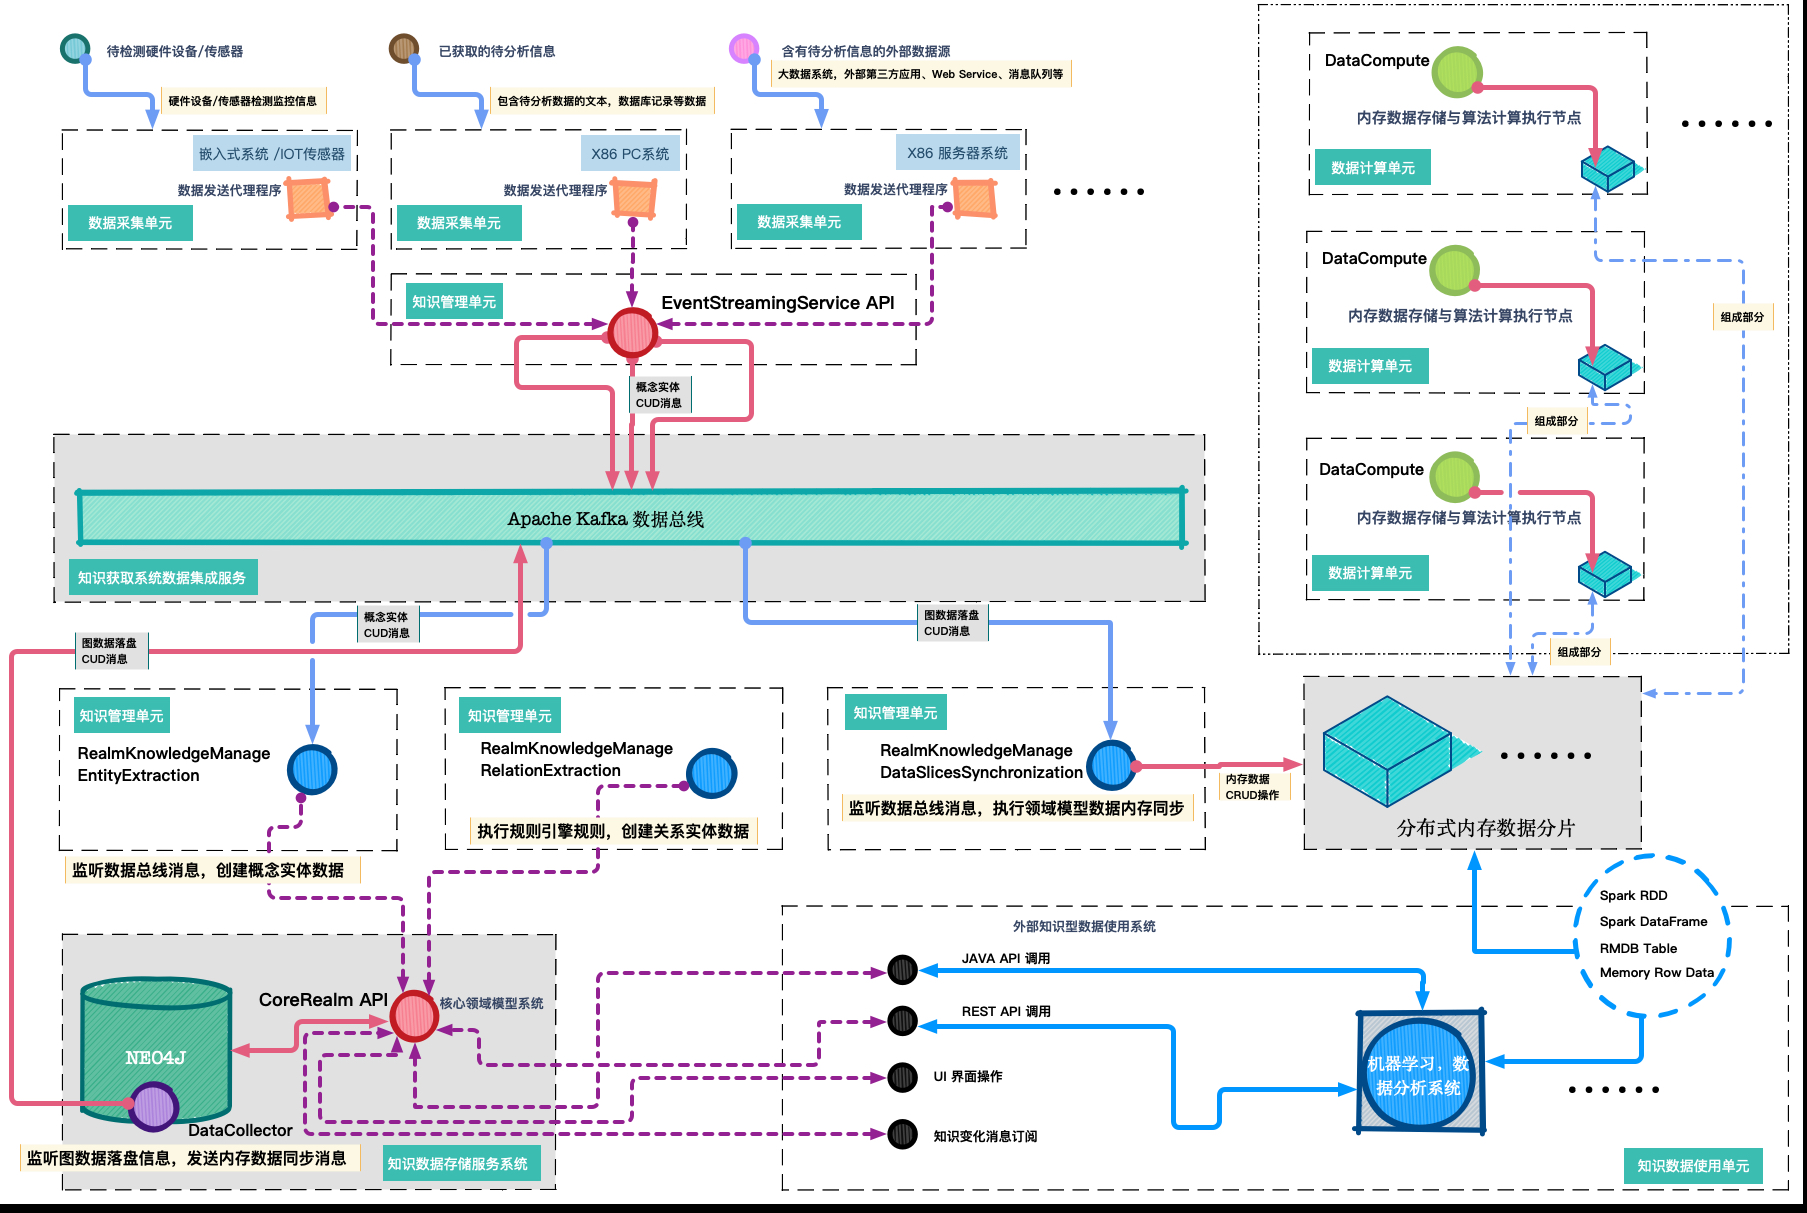 待检测硬件设备/传感器
硬件设备/传感器检测监控信息
嵌入式系统 /IOT传感器
数据发送代理程序
数据采集单元
已获取的待分析信息
包含待分析数据的文本，数据库记录等数据
X86 PC系统
数据发送代理程序
数据采集单元
含有待分析信息的外部数据源
大数据系统，外部第三方应用、Web Service、消息队列等
X86 服务器系统
数据发送代理程序
数据采集单元
知识管理单元
EventStreamingService API
概念实体
CUD消息
Apache Kafka 数据总线
知识获取系统数据集成服务
概念实体
CUD消息
图数据落盘
CUD消息
图数据落盘
CUD消息
知识管理单元
RealmKnowledgeManage
EntityExtraction
监听数据总线消息，创建概念实体数据
知识管理单元
RealmKnowledgeManage
RelationExtraction
执行规则引擎规则，创建关系实体数据
知识管理单元
RealmKnowledgeManage
DataSlicesSynchronization
监听数据总线消息，执行领域模型数据内存同步
内存数据
CRUD操作
DataCompute
内存数据存储与算法计算执行节点
数据计算单元
DataCompute
内存数据存储与算法计算执行节点
数据计算单元
DataCompute
内存数据存储与算法计算执行节点
数据计算单元
组成部分
组成部分
组成部分
分布式内存数据分片
Spark RDD
Spark DataFrame
RMDB Table
Memory Row Data
NEO4J
CoreRealm API
核心领域模型系统
DataCollector
监听图数据落盘信息，发送内存数据同步消息
知识数据存储服务系统
外部知识型数据使用系统
JAVA API 调用
REST API 调用
UI 界面操作
知识变化消息订阅
机器学习，数
据分析系统
知识数据使用单元